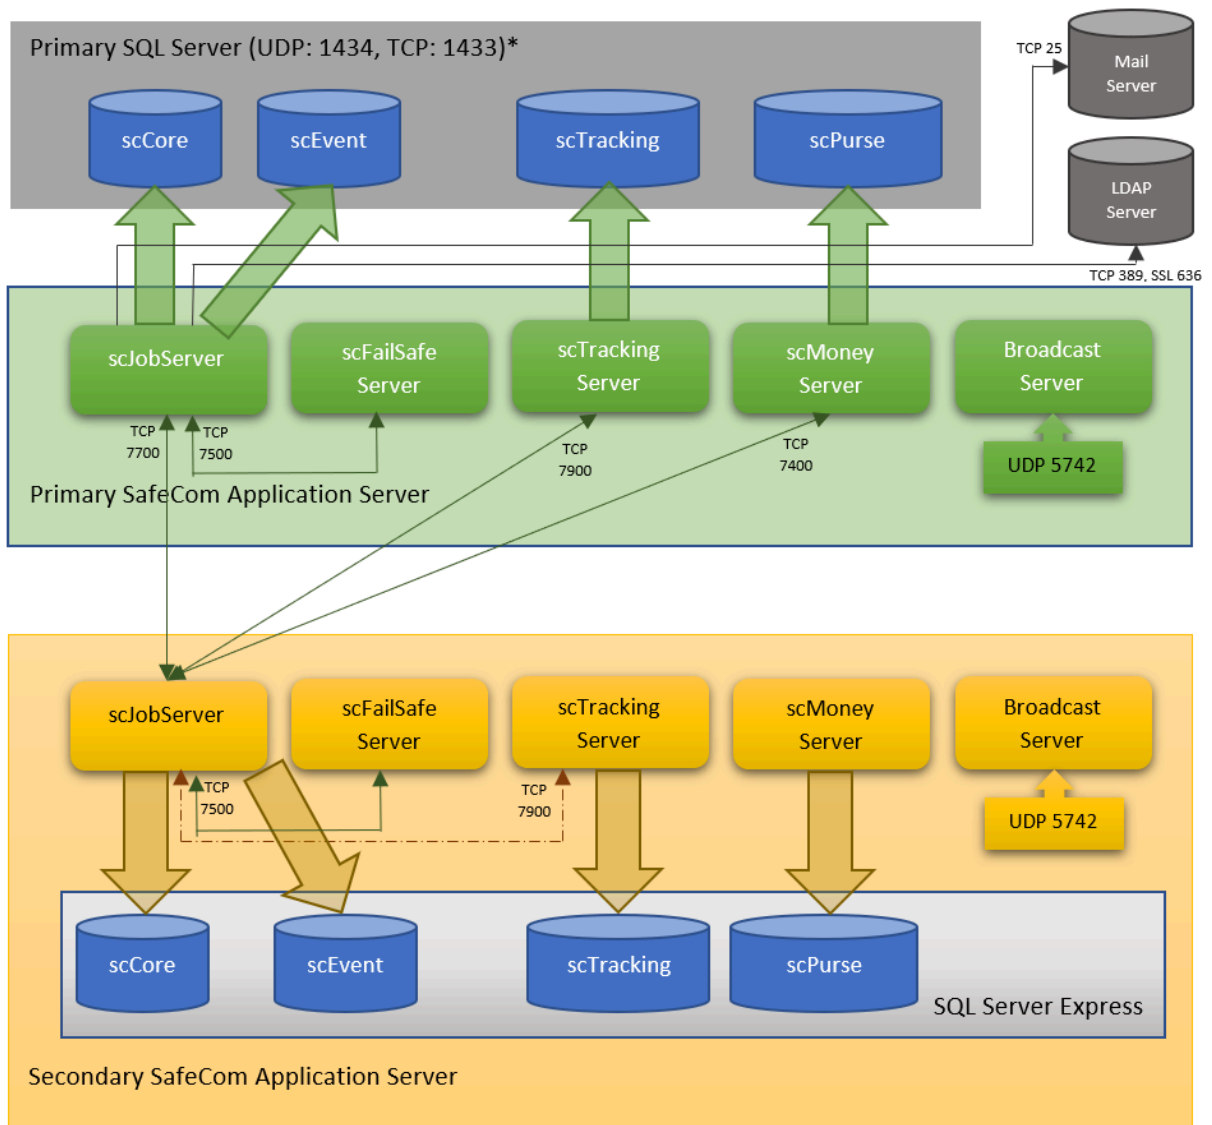 Primary SQL Server (UDP: 1434, TCP: 1433)*
TCP 25
Mail
Server
scCore
scEvent
scTracking
scPurse
LDAP
Server
TCP 389, SSL 636
scJobServer
scFailSafe
Server
scTracking
Server
scMoney
Server
Broadcast
Server
TCP
7700
TCP
7500
TCP
7900
TCP
7400
UDP 5742
Primary SafeCom Application Server
scJobServer
scFailSafe
Server
scTracking
Server
scMoney
Server
Broadcast
Server
TCP
7500
TCP
7900
UDP 5742
scCore
scEvent
scTracking
scPurse
SQL Server Express
Secondary SafeCom Application Server